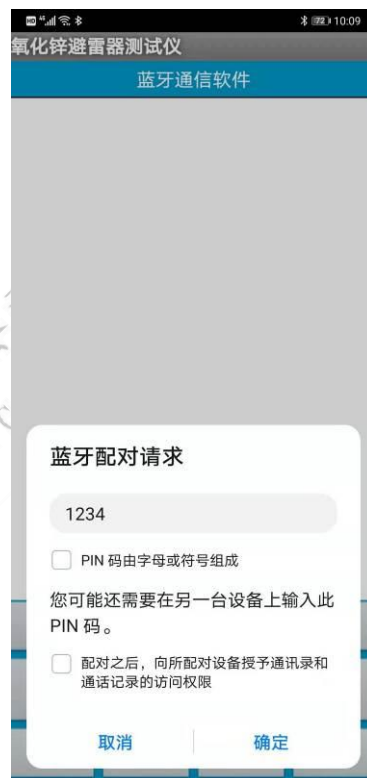 HD 4G 72 10:09
氧化锌避雷器测试仪
蓝牙通信软件
蓝牙配对请求
1234
PIN 码由字母或符号组成
您可能还需要在另一台设备上输入此
PIN 码。
配对之后，向所配对设备授予通讯录和
通话记录的访问权限
取消 确定